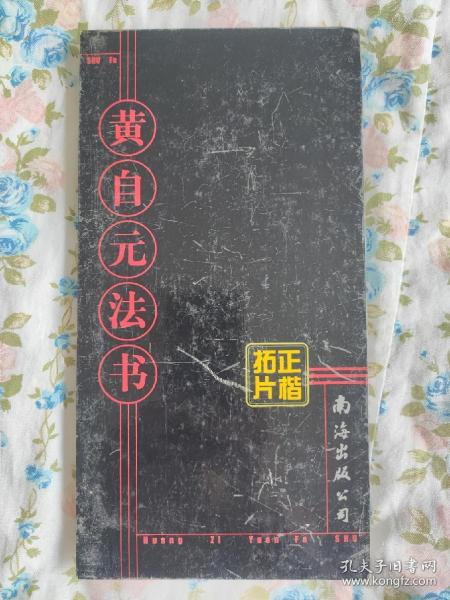 SHU Fa
黄自元法书
正楷
拓片
南海出版公司
Huang ZI Yuan Fa SHU
孔夫子旧书网
www.kongfz.com